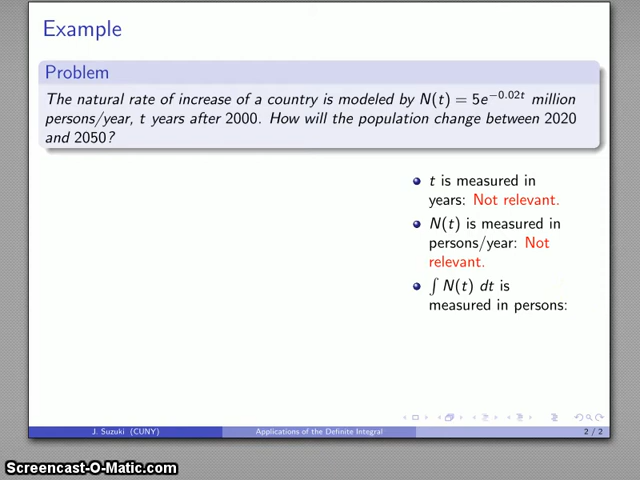 Example
Problem
The natural rate of increase of a country is modeled by N(t) = 5e^{−0.02t} million
persons/year, t years after 2000. How will the population change between 2020
and 2050?
t is measured in
years: Not relevant.
N(t) is measured in
persons/year: Not
relevant.
∫ N(t) dt is
measured in persons:
J. Suzuki (CUNY)
Applications of the Definite Integral
2 / 2
Screencast-O-Matic.com